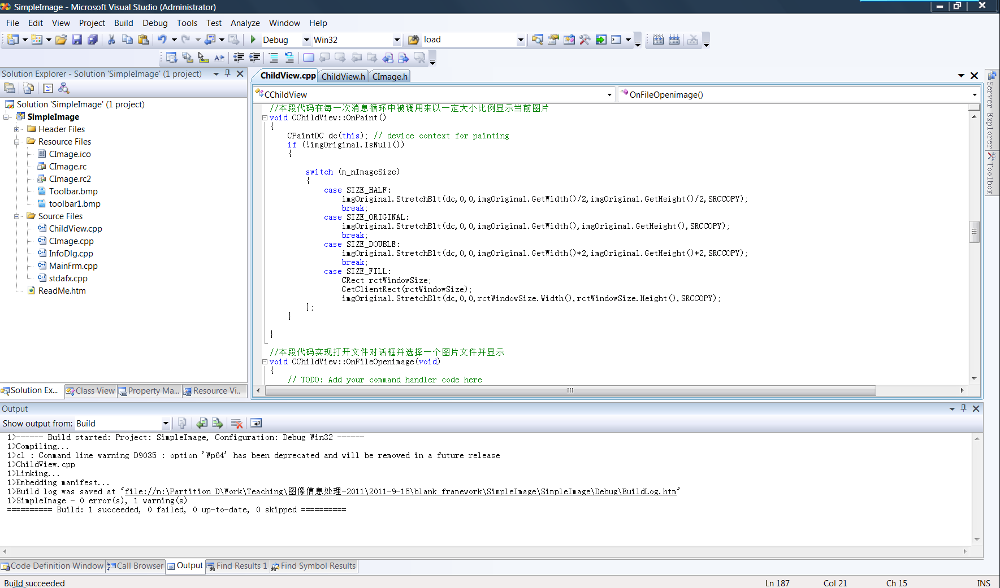 SimpleImage - Microsoft Visual Studio (Administrator)
File Edit View Project Build Debug Tools Test Analyze Window Help
Debug Win32 load
Solution Explorer - Solution 'SimpleImage' (1 project)
Solution 'SimpleImage' (1 project)
SimpleImage
Header Files
Resource Files
CImage.ico
CImage.rc
CImage.rc2
Toolbar.bmp
toolbar1.bmp
Source Files
ChildView.cpp
CImage.cpp
InfoDlg.cpp
MainFrm.cpp
stdafx.cpp
ReadMe.htm
Solution Ex... Class View Property Ma... Resource Vi..
ChildView.cpp ChildView.h CImage.h
CChildView OnFileOpenimage()
//本段代码在每一次消息循环中被调用来以一定大小比例显示当前图片
void CChildView::OnPaint()
{
CPaintDC dc(this); // device context for painting
if (!imgOriginal.IsNull())
{
switch (m_nImageSize)
{
case SIZE_HALF:
imgOriginal.StretchBlt(dc,0,0,imgOriginal.GetWidth()/2,imgOriginal.GetHeight()/2,SRCCOPY);
break;
case SIZE_ORIGINAL:
imgOriginal.StretchBlt(dc,0,0,imgOriginal.GetWidth(),imgOriginal.GetHeight(),SRCCOPY);
break;
case SIZE_DOUBLE:
imgOriginal.StretchBlt(dc,0,0,imgOriginal.GetWidth()*2,imgOriginal.GetHeight()*2,SRCCOPY);
break;
case SIZE_FILL:
CRect rctWindowSize;
GetClientRect(rctWindowSize);
imgOriginal.StretchBlt(dc,0,0,rctWindowSize.Width(),rctWindowSize.Height(),SRCCOPY);
};
}
}
//本段代码实现打开文件对话框并选择一个图片文件并显示
void CChildView::OnFileOpenimage(void)
{
// TODO: Add your command handler code here
Server Explorer
Toolbox
Output
Show output from: Build
1>------ Build started: Project: SimpleImage, Configuration: Debug Win32 ------
1>Compiling...
1>cl : Command line warning D9035 : option 'Wp64' has been deprecated and will be removed in a future release
1>ChildView.cpp
1>Linking...
1>Embedding manifest...
1>Build log was saved at "file://n:\Partition D\Work\Teaching\图像信息处理-2011\2011-9-15\blank framework\SimpleImage\SimpleImage\Debug\BuildLog.htm"
1>SimpleImage - 0 error(s), 1 warning(s)
========== Build: 1 succeeded, 0 failed, 0 up-to-date, 0 skipped ==========
Code Definition Window Call Browser Output Find Results 1 Find Symbol Results
Build succeeded Ln 187 Col 21 Ch 15 INS